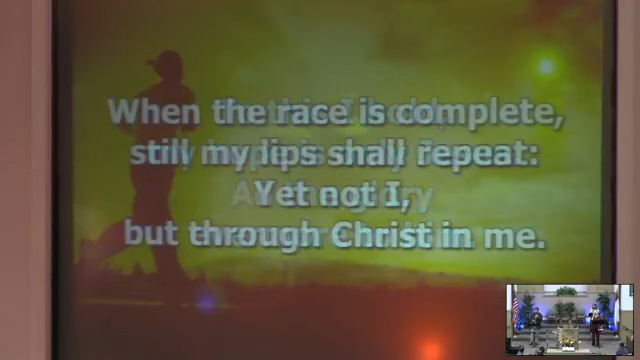 When the race is complete,
still my lips shall repeat:
Yet not I,
but through Christ in me.